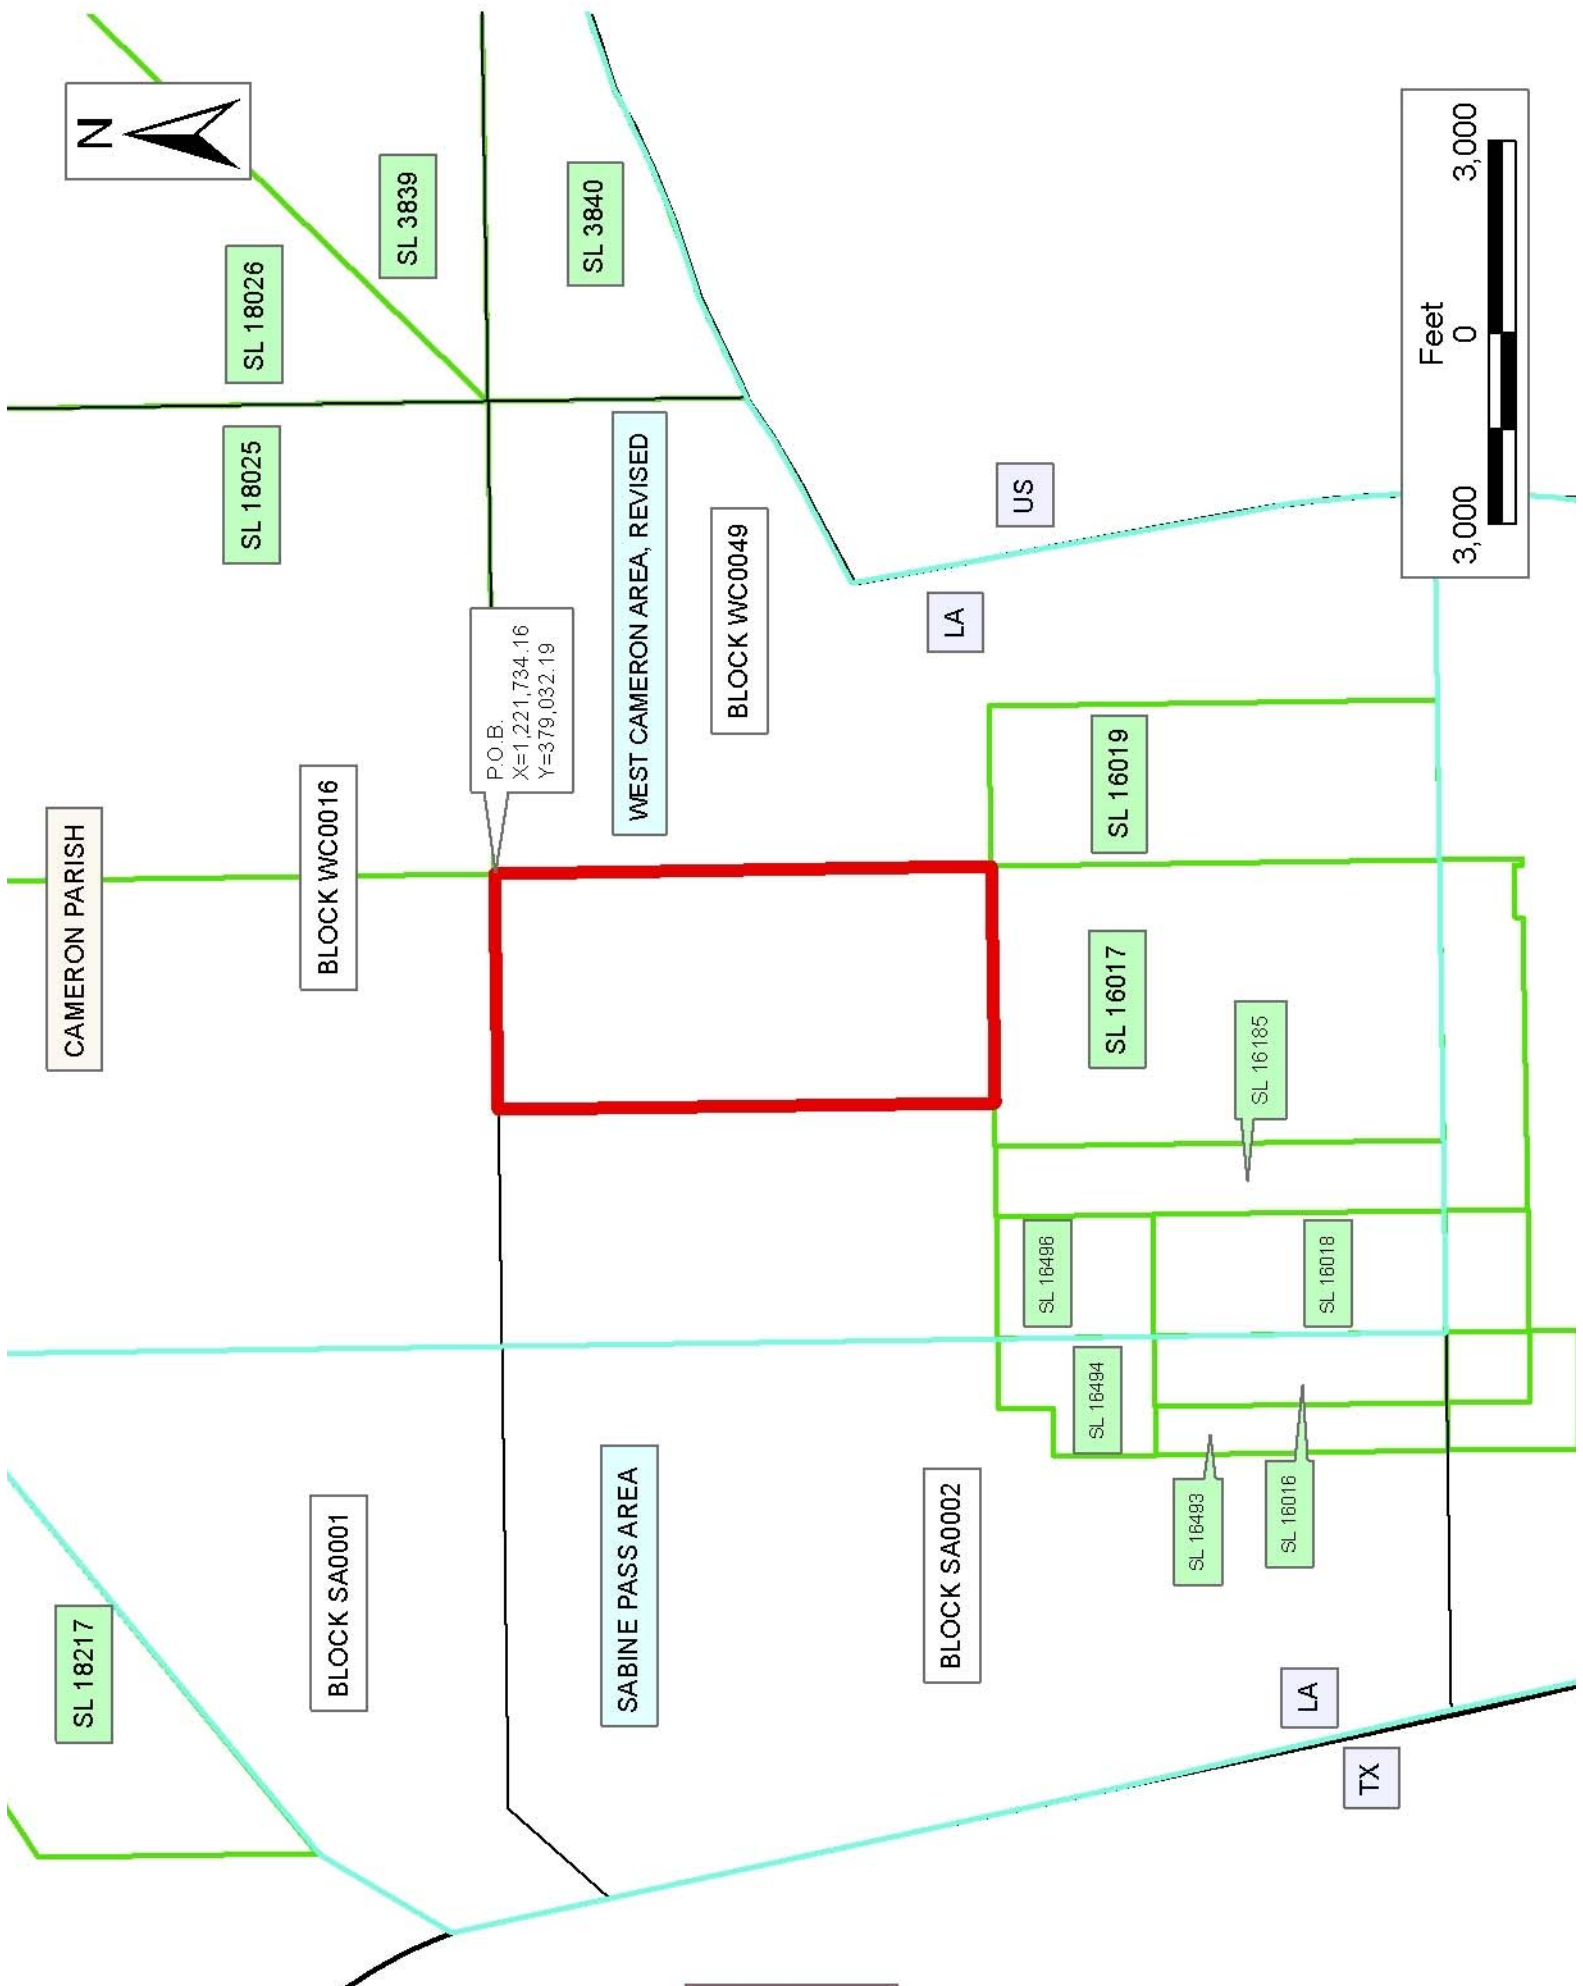 N
SL 18026
SL 3839
SL 3840
SL 18025
CAMERON PARISH
BLOCK WC0016
P.O.B.
X=1,221,734.16
Y=379,032.19
WEST CAMERON AREA, REVISED
BLOCK WC0049
US
LA
Feet
3,000 0 3,000
SL 16019
SL 16017
SL 16185
SL 16496
SL 16018
SL 16494
SL 16493
SL 16016
SL 18217
BLOCK SA0001
SABINE PASS AREA
BLOCK SA0002
LA
TX